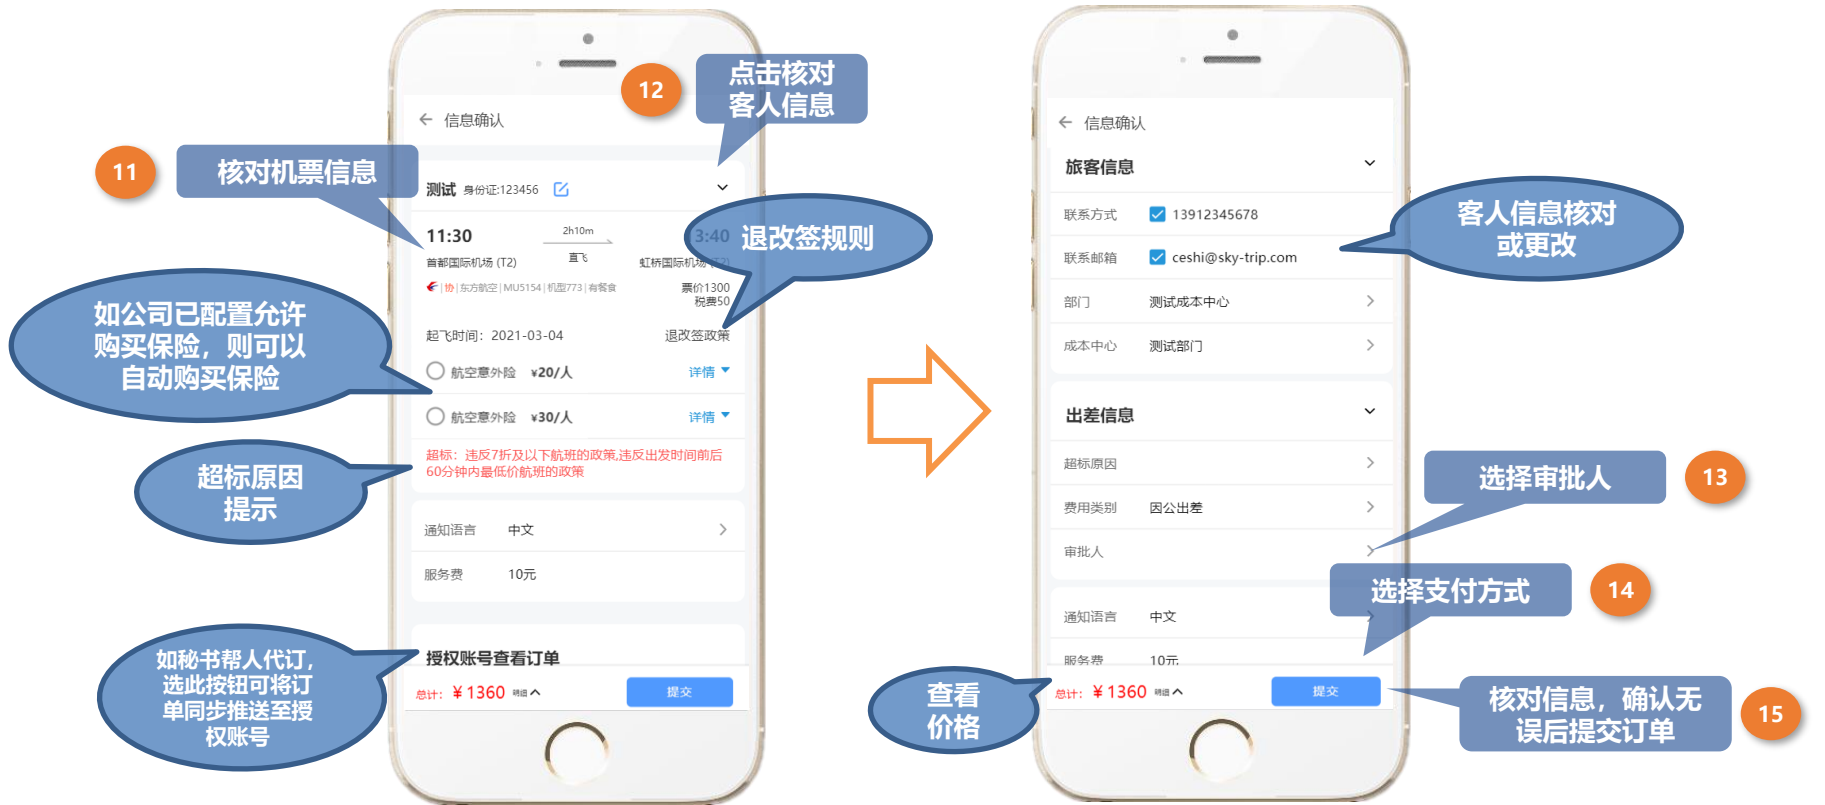 12
点击核对
客人信息
11
核对机票信息
信息确认
测试 身份证:123456
11:30
2h10m
3:40
首都国际机场 (T2)
直飞
虹桥国际机场
协 | 东方航空 | MU5154 | 机型773 | 有餐食
票价1300
税费50
起飞时间：2021-03-04
退改签政策
航空意外险 ¥20/人
详情
航空意外险 ¥30/人
详情
超标：违反7折及以下航班的政策,违反出发时间前后
60分钟内最低价航班的政策
通知语言 中文
服务费 10元
授权账号查看订单
总计：¥1360 明细
提交
退改签规则
如公司已配置允许
购买保险，则可以
自动购买保险
超标原因
提示
如秘书帮人代订，
选此按钮可将订
单同步推送至授
权账号
信息确认
旅客信息
联系方式 13912345678
联系邮箱 ceshi@sky-trip.com
部门 测试成本中心
成本中心 测试部门
出差信息
超标原因
费用类别 因公出差
审批人
通知语言 中文
服务费 10元
总计：¥1360 明细
提交
客人信息核对
或更改
选择审批人
13
选择支付方式
14
查看
价格
核对信息，确认无
误后提交订单
15